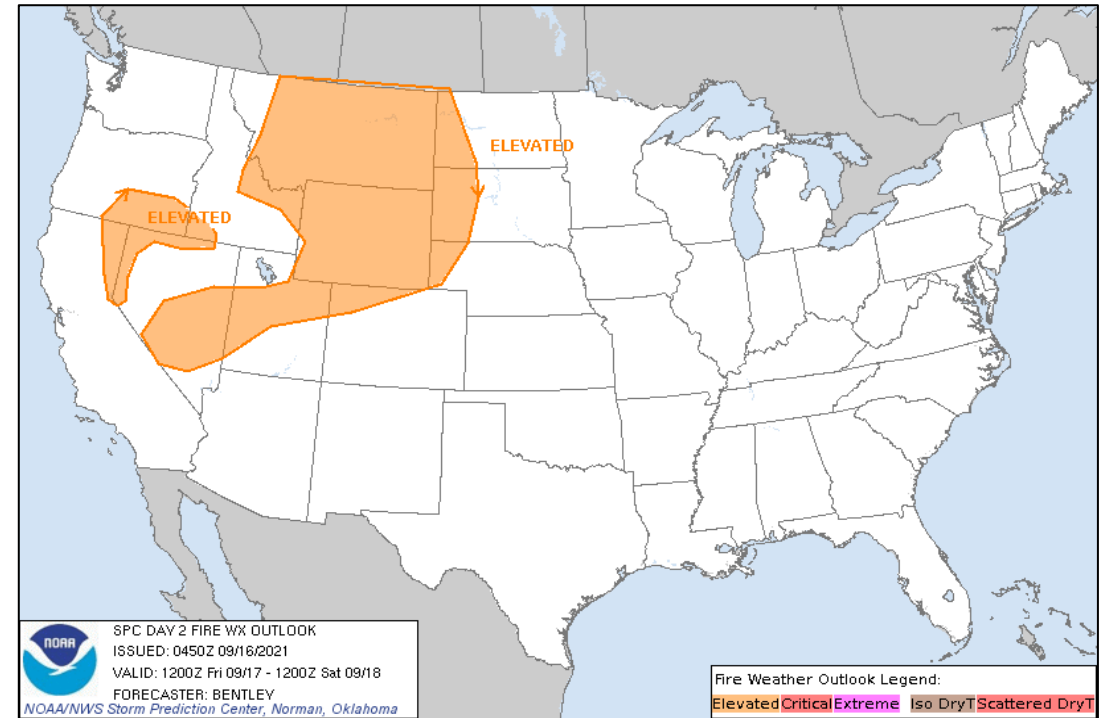 ELEVATED
ELEVATED
NOAA
SPC DAY 2 FIRE WX OUTLOOK
ISSUED: 0450Z 09/16/2021
VALID: 1200Z Fri 09/17 - 1200Z Sat 09/18
FORECASTER: BENTLEY
NOAA/NWS Storm Prediction Center, Norman, Oklahoma
Fire Weather Outlook Legend:
Elevated Critical Extreme Iso DryT Scattered DryT